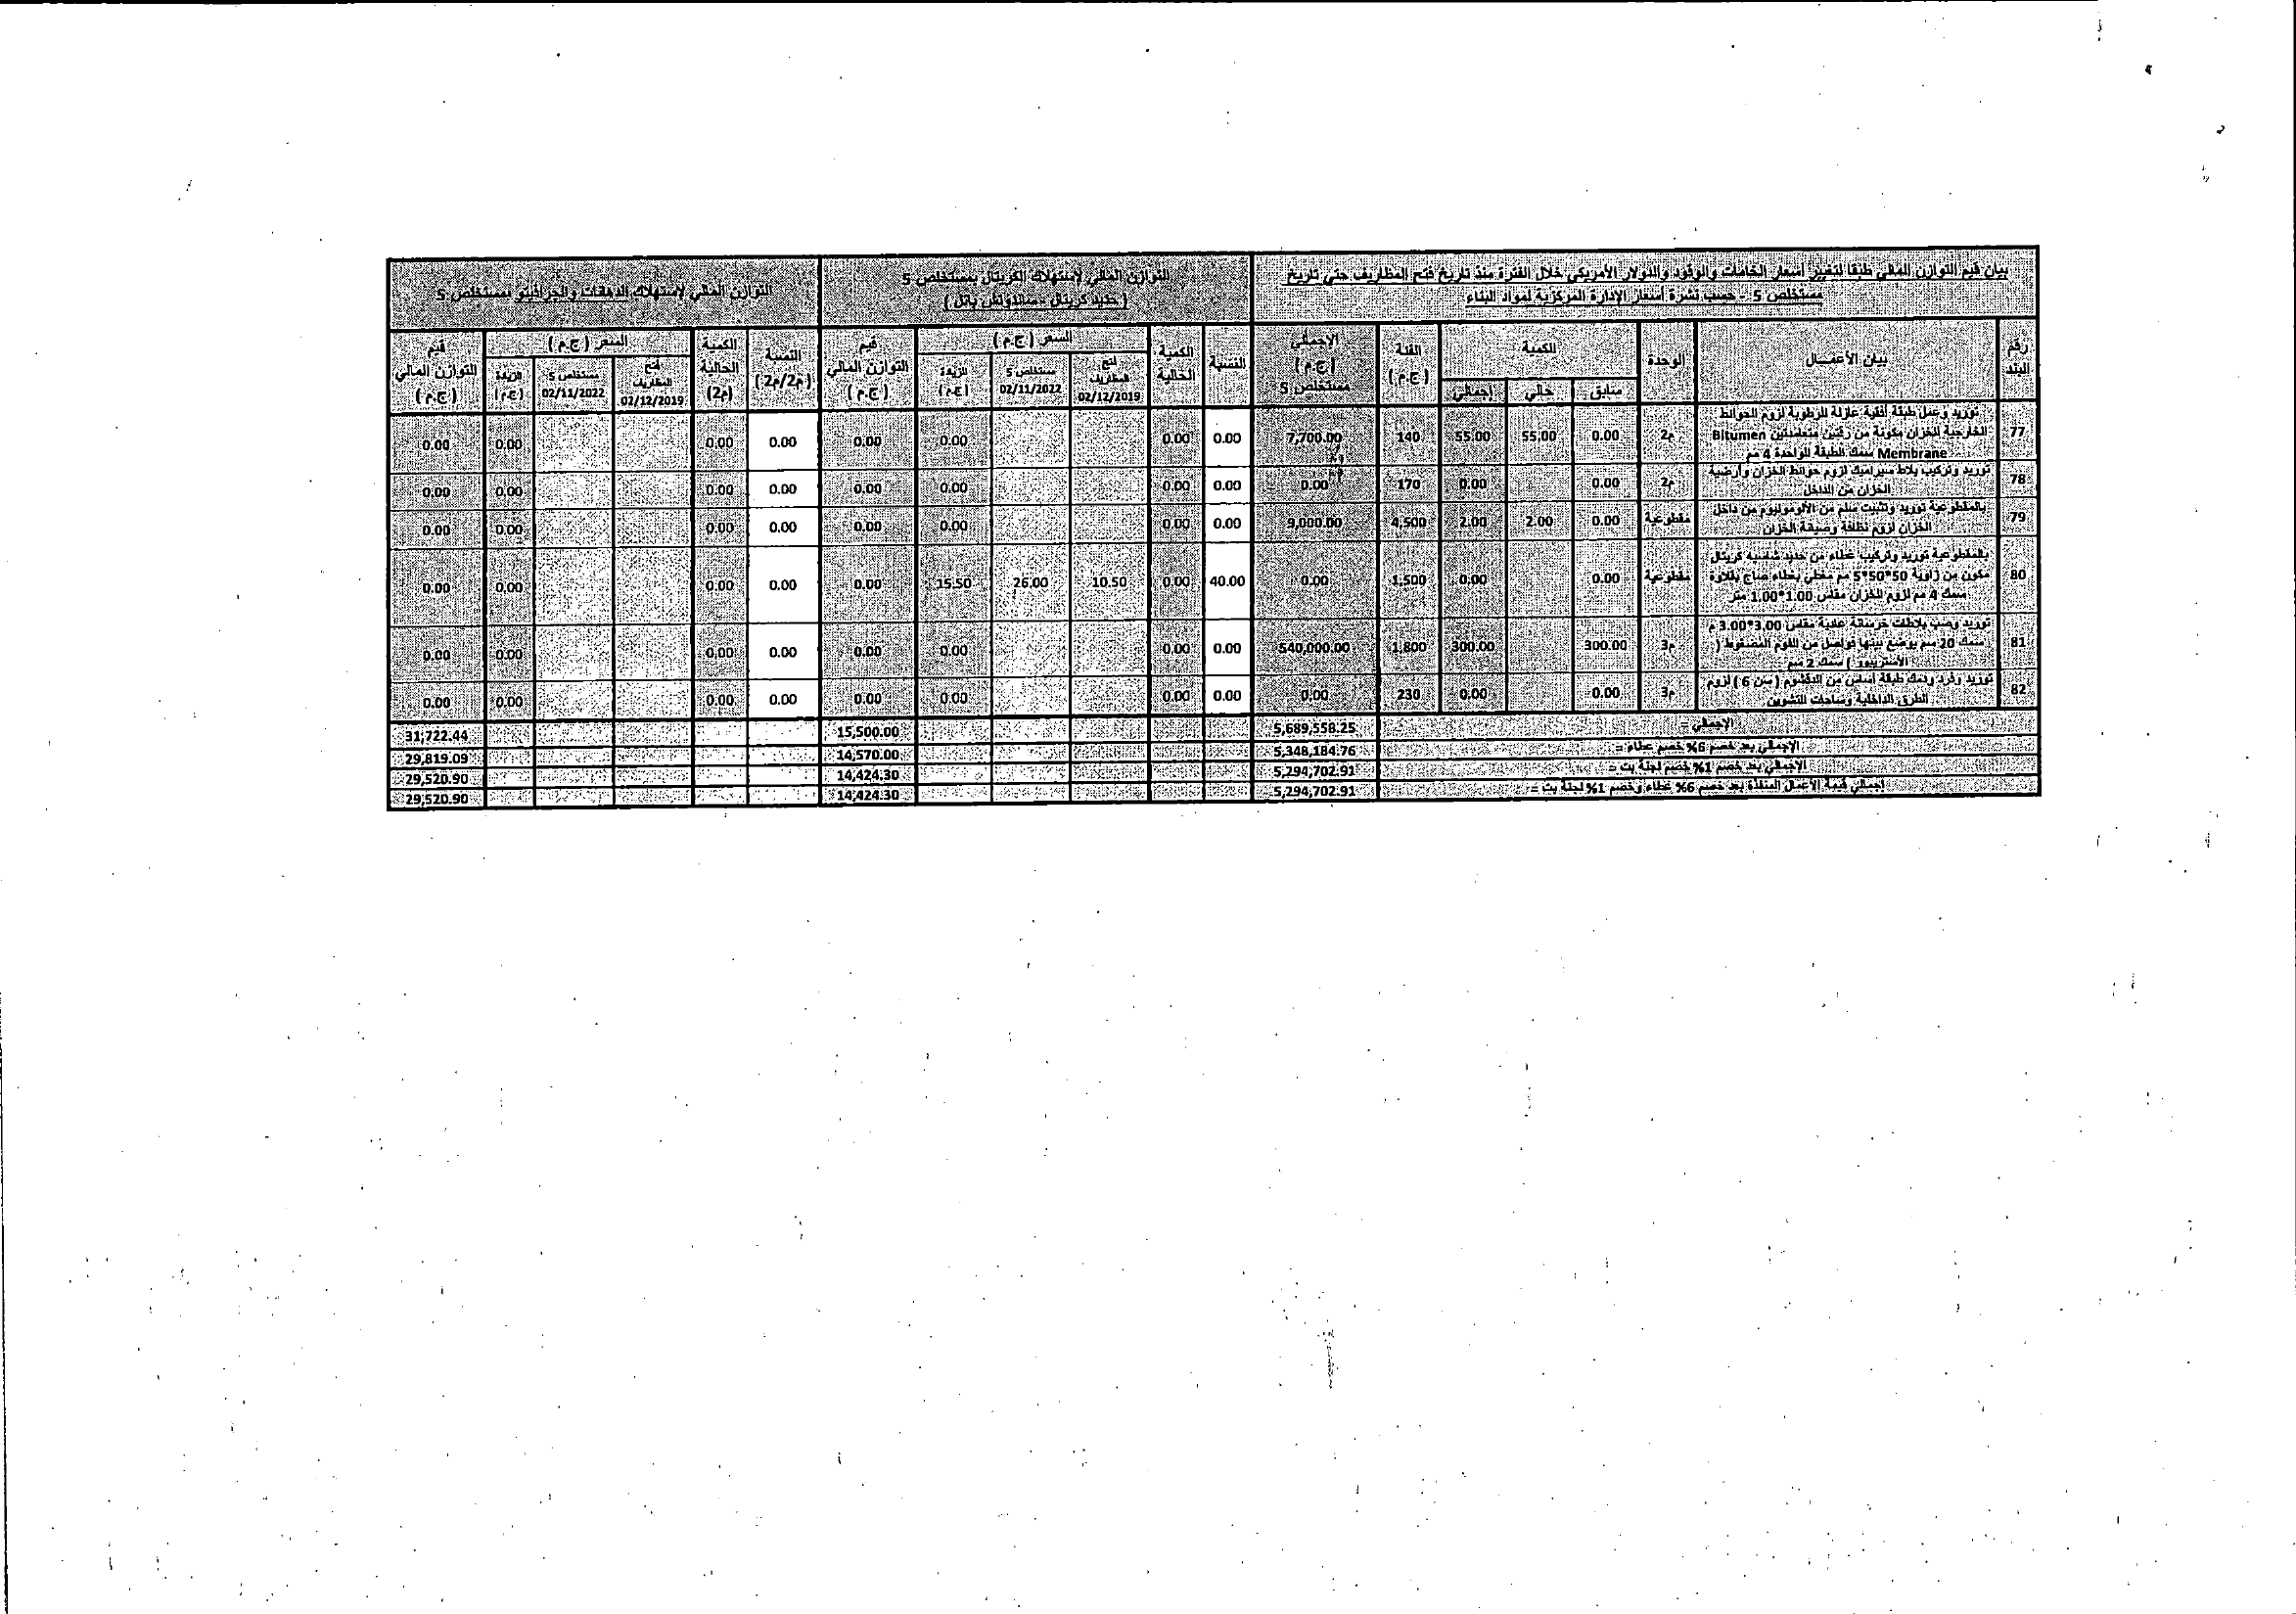 بيان قيم التوازن المالي طبقا لتغيير أسعار الخامات والوقود والدولار الأمريكي خلال الفترة منذ تاريخ فتح المظاريف حتى تاريخ
مستخلص 5 - حسب نشرة أسعار الإدارة المركزية لمواد البناء
التوازن المالي لإستهلاك الكريتال بمستخلص 5
( حديد كريتال - ساندوتش بانل )
التوازن المالي لإستهلاك الدهانات والجرافيتو بمستخلص 5
رقم البند
بيان الأعمـــال
الوحدة
الكمية
سابق
حالي
إجمالي
الفئة ( ج.م )
الإجمالي ( ج.م ) مستخلص 5
النسبة
الكمية الحالية
السعر ( ج.م )
فتح المظاريف 02/12/2019
مستخلص 5 02/11/2022
الزيادة ( ج.م )
قيم التوازن المالي ( ج.م )
النسبة ( م2/م2 )
الكمية الحالية (م2)
السعر ( ج.م )
فتح المظاريف 02/12/2019
مستخلص 5 02/11/2022
الزيادة ( ج.م )
قيم التوازن المالي ( ج.م )
77 توريد وعمل طبقة أفقية عازلة للرطوبة لزوم الحوائط
الخارجية للخزان مكونة من رقتين متعامدتين Bitumen
Membrane سمك الطبقة الواحدة 4 مم
م2 0.00 55.00 55.00 140 7,700.00 0.00 0.00 0.00 0.00 0.00 0.00 0.00 0.00
78 توريد وتركيب بلاط سيراميك لزوم حوائط الخزان وأرضية
الخزان من الداخل
م2 0.00 0.00 170 0.00 0.00 0.00 0.00 0.00 0.00 0.00 0.00 0.00
79 بالمقطوعية توريد وتثبيت سلم من الألومونيوم من داخل
الخزان لزوم نظافة وصيانة الخزان
مقطوعية 0.00 2.00 2.00 4,500 9,000.00 0.00 0.00 0.00 0.00 0.00 0.00 0.00 0.00
80 بالمقطوعية توريد وتركيب غطاء من حديد شاسية كريتال
مكون من زاوية 50*50*5 مم مغطي بغطاء صاج بقلاوة
سمك 4 مم لزوم الخزان مقاس 1.00*1.00 متر
مقطوعية 0.00 0.00 1,500 0.00 40.00 0.00 10.50 26.00 15.50 0.00 0.00 0.00 0.00 0.00
81 توريد وصب بلاطات خرسانة عادية مقاس 3.00*3.00 م
سمك 20 سم يوضع بينها فواصل من الفوم المضغوط (
الأستريبور ) سمك 2 سم
م3 300.00 300.00 1,800 540,000.00 0.00 0.00 0.00 0.00 0.00 0.00 0.00 0.00
82 توريد وفرد ودمك طبقة أساس من الدقشوم ( سن 6 ) لزوم
الطرق الداخلية وساحات التشوين
م3 0.00 0.00 230 0.00 0.00 0.00 0.00 0.00 0.00 0.00 0.00 0.00
الإجمالي = 5,689,558.25 15,500.00 31,722.44
الإجمالي بعد خصم 6% خصم عطاء = 5,348,184.76 14,570.00 29,819.09
الإجمالي بعد خصم 1% خصم لجنة بت = 5,294,702.91 14,424.30 29,520.90
إجمالي قيمة الأعمال المنفذة بعد خصم 6% عطاء وخصم 1% لجنة بت = 5,294,702.91 14,424.30 29,520.90